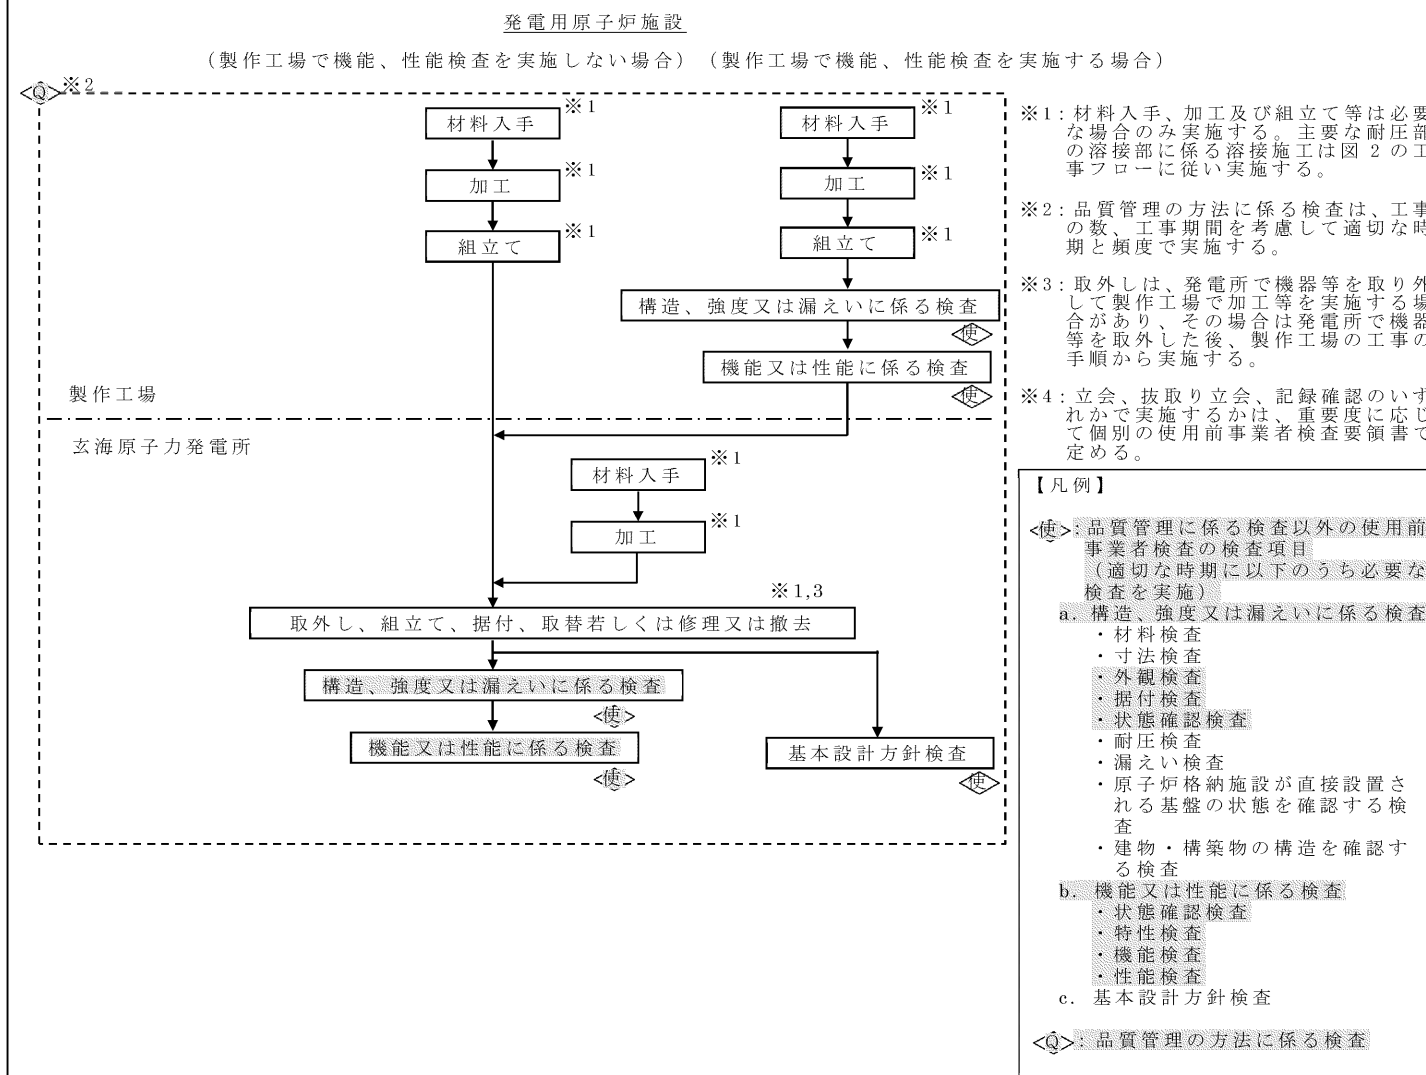 発電用原子炉施設
（製作工場で機能、性能検査を実施しない場合）（製作工場で機能、性能検査を実施する場合）
Q ※2
材料入手 ※1
加工 ※1
組立て ※1
材料入手 ※1
加工 ※1
組立て ※1
構造、強度又は漏えいに係る検査
使
機能又は性能に係る検査
使
製作工場
玄海原子力発電所
材料入手 ※1
加工 ※1
※1,3
取外し、組立て、据付、取替若しくは修理又は撤去
構造、強度又は漏えいに係る検査
使
機能又は性能に係る検査
使
基本設計方針検査
使
※1：材料入手、加工及び組立て等は必要
な場合のみ実施する。主要な耐圧部
の溶接部に係る溶接施工は図2の工
事フローに従い実施する。
※2：品質管理の方法に係る検査は、工事
の数、工事期間を考慮して適切な時
期と頻度で実施する。
※3：取外しは、発電所で機器等を取り外
して製作工場で加工等を実施する場
合があり、その場合は発電所で機器
等を取外した後、製作工場の工事の
手順から実施する。
※4：立会、抜取り立会、記録確認のいず
れかで実施するかは、重要度に応じ
て個別の使用前事業者検査要領書で
定める。
【凡例】
使：品質管理に係る検査以外の使用前
事業者検査の検査項目
（適切な時期に以下のうち必要な
検査を実施）
a. 構造、強度又は漏えいに係る検査
・材料検査
・寸法検査
・外観検査
・据付検査
・状態確認検査
・耐圧検査
・漏えい検査
・原子炉格納施設が直接設置さ
れる基盤の状態を確認する検
査
・建物・構築物の構造を確認す
る検査
b. 機能又は性能に係る検査
・状態確認検査
・特性検査
・機能検査
・性能検査
c. 基本設計方針検査
Q：品質管理の方法に係る検査